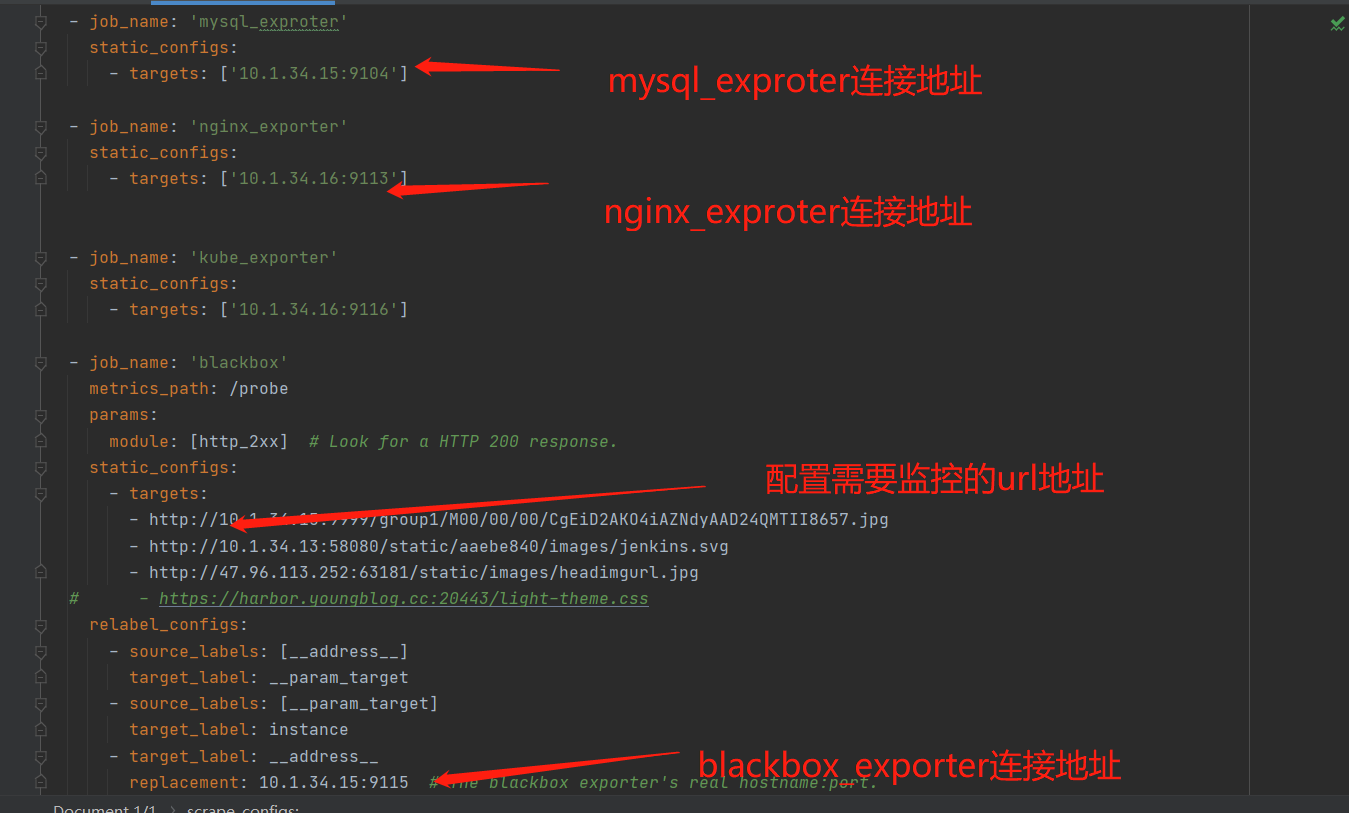 - job_name: 'mysql_exproter'
static_configs:
- targets: ['10.1.34.15:9104']
mysql_exproter连接地址
- job_name: 'nginx_exporter'
static_configs:
- targets: ['10.1.34.16:9113']
nginx_exproter连接地址
- job_name: 'kube_exporter'
static_configs:
- targets: ['10.1.34.16:9116']
- job_name: 'blackbox'
metrics_path: /probe
params:
module: [http_2xx]  # Look for a HTTP 200 response.
static_configs:
配置需要监控的url地址
- targets:
- http://10.1.34.15:9999/group1/M00/00/00/CgEiD2AKO4iAZNdyAAD24QMTII8657.jpg
- http://10.1.34.13:58080/static/aaebe840/images/jenkins.svg
- http://47.96.113.252:63181/static/images/headimgurl.jpg
# - https://harbor.youngblog.cc:20443/light-theme.css
relabel_configs:
- source_labels: [__address__]
target_label: __param_target
- source_labels: [__param_target]
target_label: instance
- target_label: __address__
blackbox_exporter连接地址
replacement: 10.1.34.15:9115  # The blackbox exporter's real hostname:port.
Document 1/1 > scrape_configs: